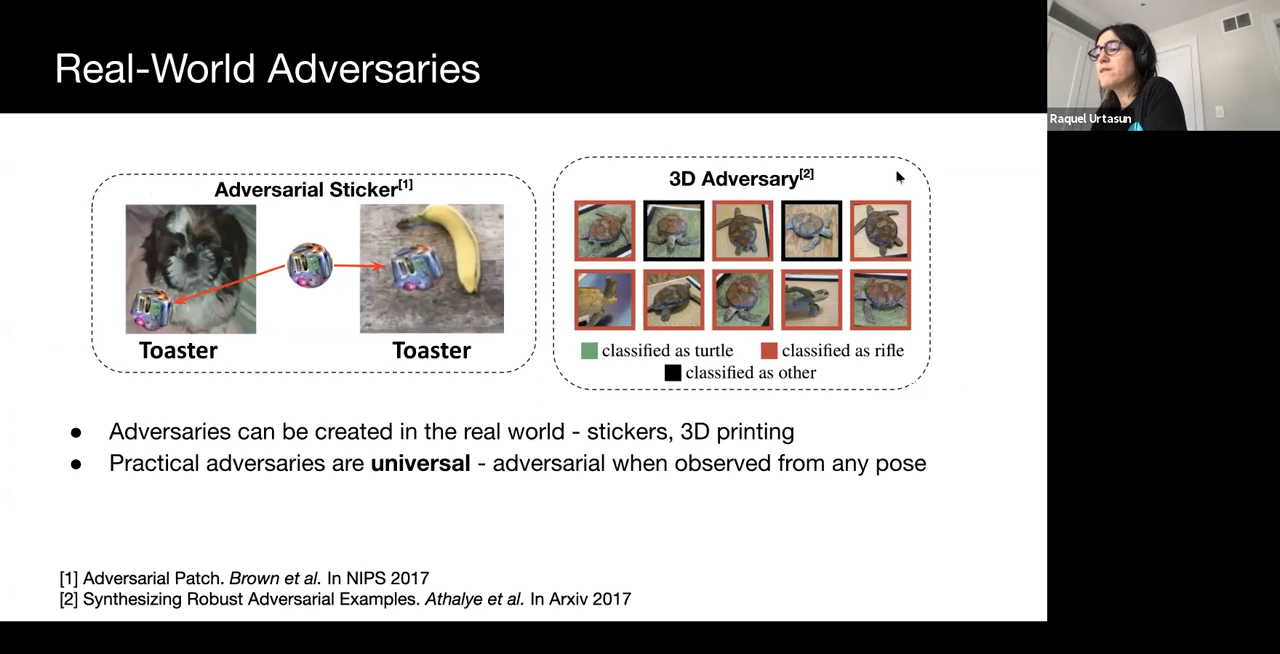 Real-World Adversaries
Raquel Urtasun
Adversarial Sticker[1]
Toaster
Toaster
3D Adversary[2]
classified as turtle
classified as rifle
classified as other
● Adversaries can be created in the real world - stickers, 3D printing
● Practical adversaries are universal - adversarial when observed from any pose
[1] Adversarial Patch. Brown et al. In NIPS 2017
[2] Synthesizing Robust Adversarial Examples. Athalye et al. In Arxiv 2017